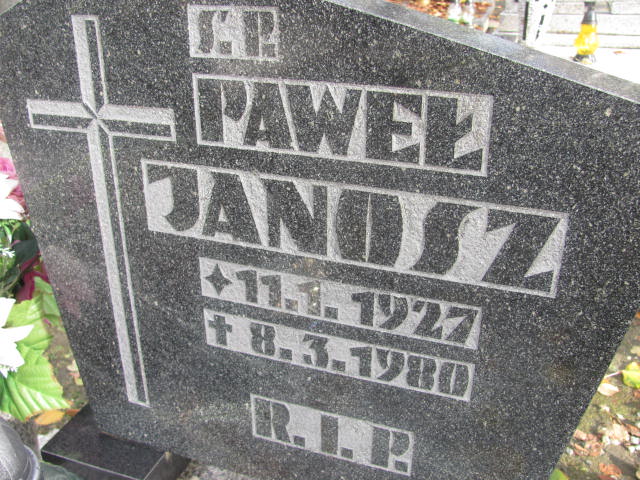 Ś.P.
PAWEŁ
JANOSZ
✦ 11.1.1927
✝ 8.3.1980
R.I.P.